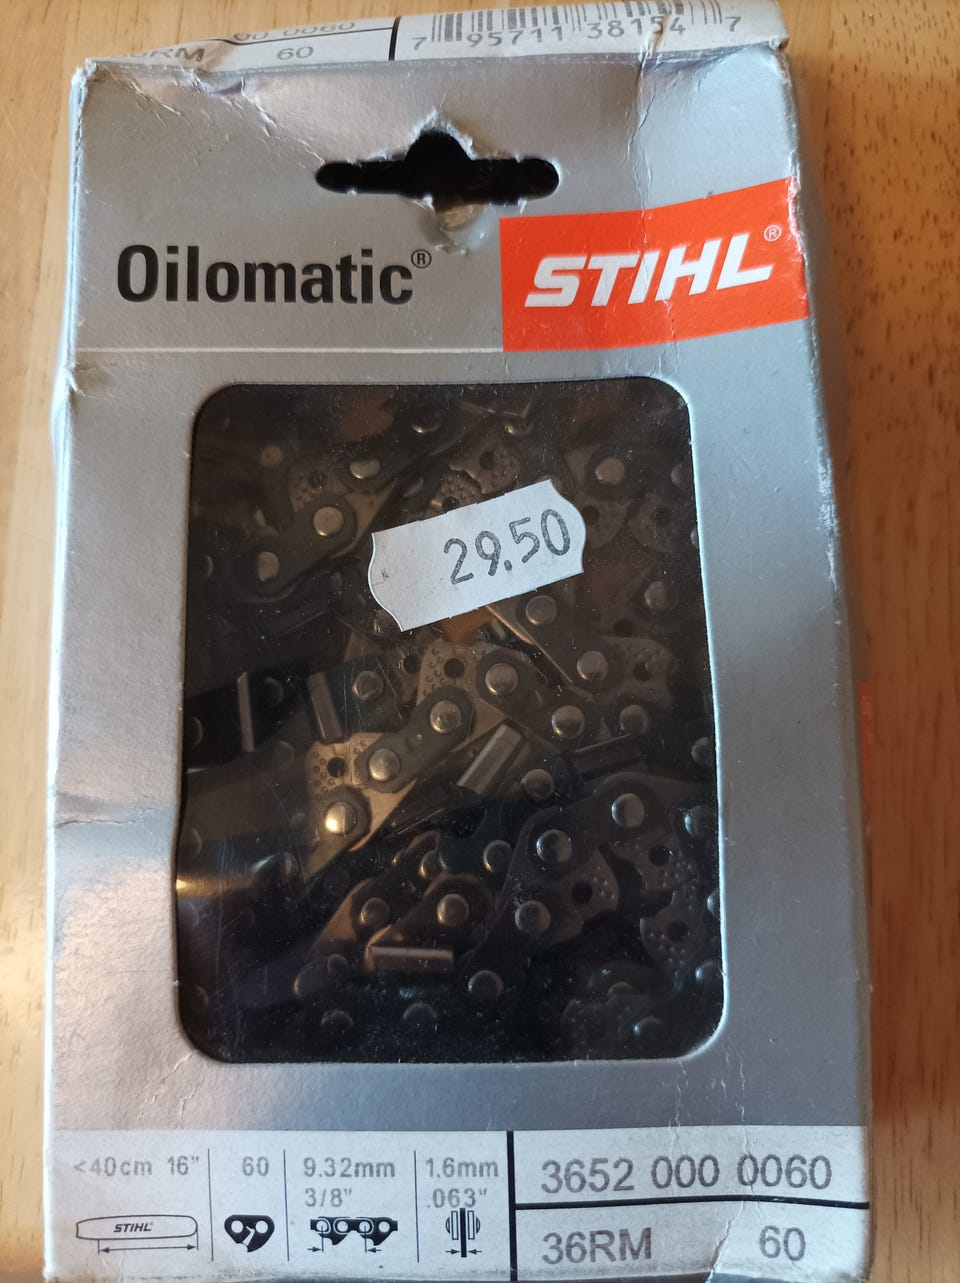 60
7 95711 38154 7
Oilomatic®
STIHL®
29.50
<40cm 16"
60
9.32mm
3/8"
1.6mm
.063"
STIHL®
3652 000 0060
36RM 60